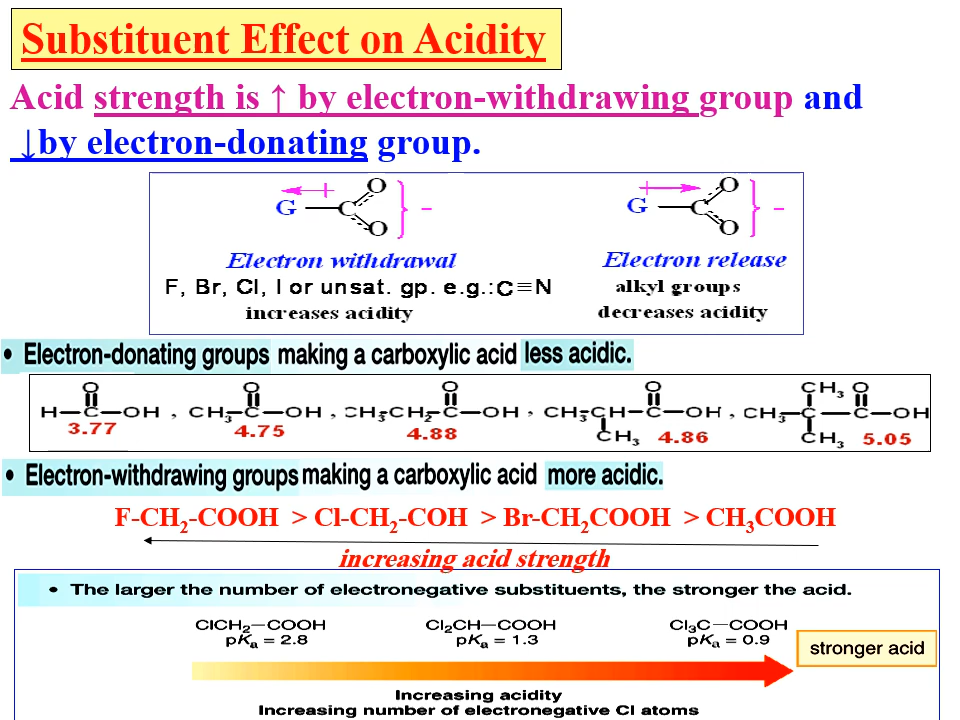 Substituent Effect on Acidity
Acid strength is ↑ by electron-withdrawing group and
↓by electron-donating group.
G—C O O } – G—C O O } –
Electron withdrawal Electron release
F, Br, Cl, I or unsat. gp. e.g.:C≡N alkyl groups
increases acidity decreases acidity
• Electron-donating groups making a carboxylic acid less acidic.
O O O O CH₃ O
H—C—OH , CH₃—C—OH , CH₃—CH₂—C—OH , CH₃—CH—C—OH , CH₃—C—C—OH
3.77 4.75 4.88 CH₃ 4.86 CH₃ 5.05
• Electron-withdrawing groups making a carboxylic acid more acidic.
F-CH₂-COOH > Cl-CH₂-COH > Br-CH₂COOH > CH₃COOH
increasing acid strength
• The larger the number of electronegative substituents, the stronger the acid.
ClCH₂—COOH Cl₂CH—COOH Cl₃C—COOH
pKₐ = 2.8 pKₐ = 1.3 pKₐ = 0.9
stronger acid
Increasing acidity
Increasing number of electronegative Cl atoms